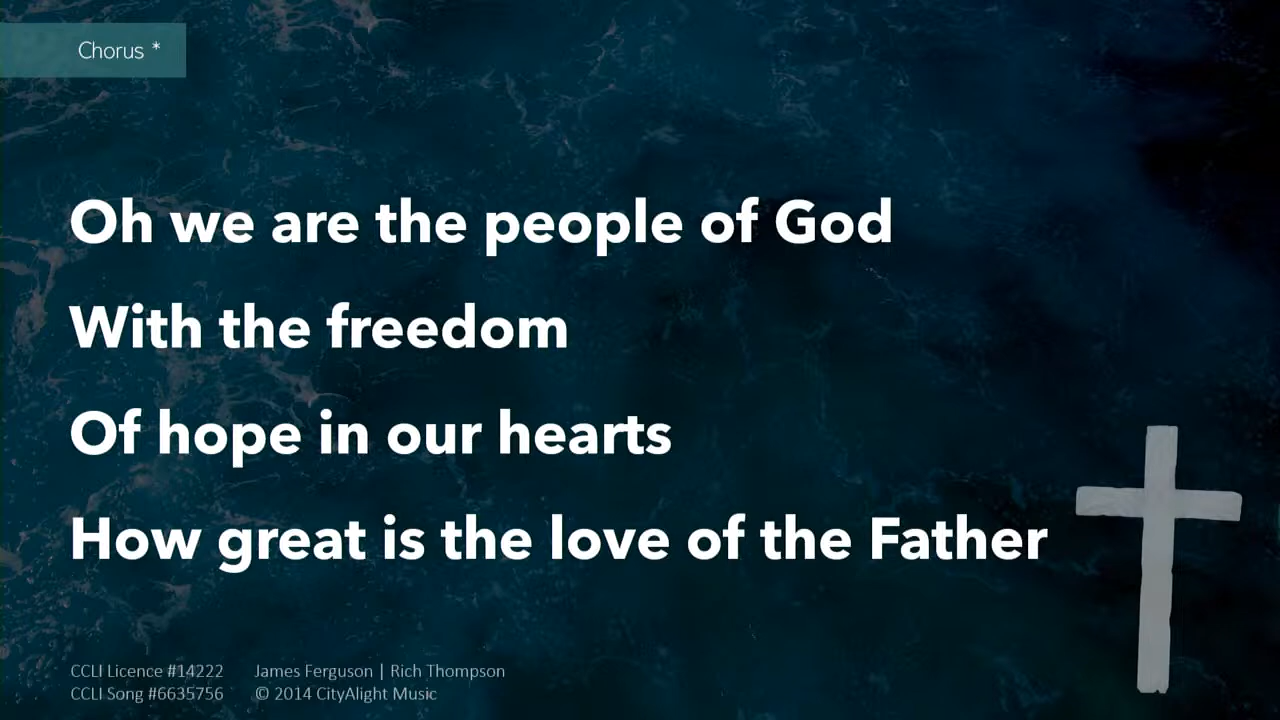 Chorus *
Oh we are the people of God
With the freedom
Of hope in our hearts
How great is the love of the Father
CCLI Licence #14222 James Ferguson | Rich Thompson
CCLI Song #6635756 © 2014 CityAlight Music